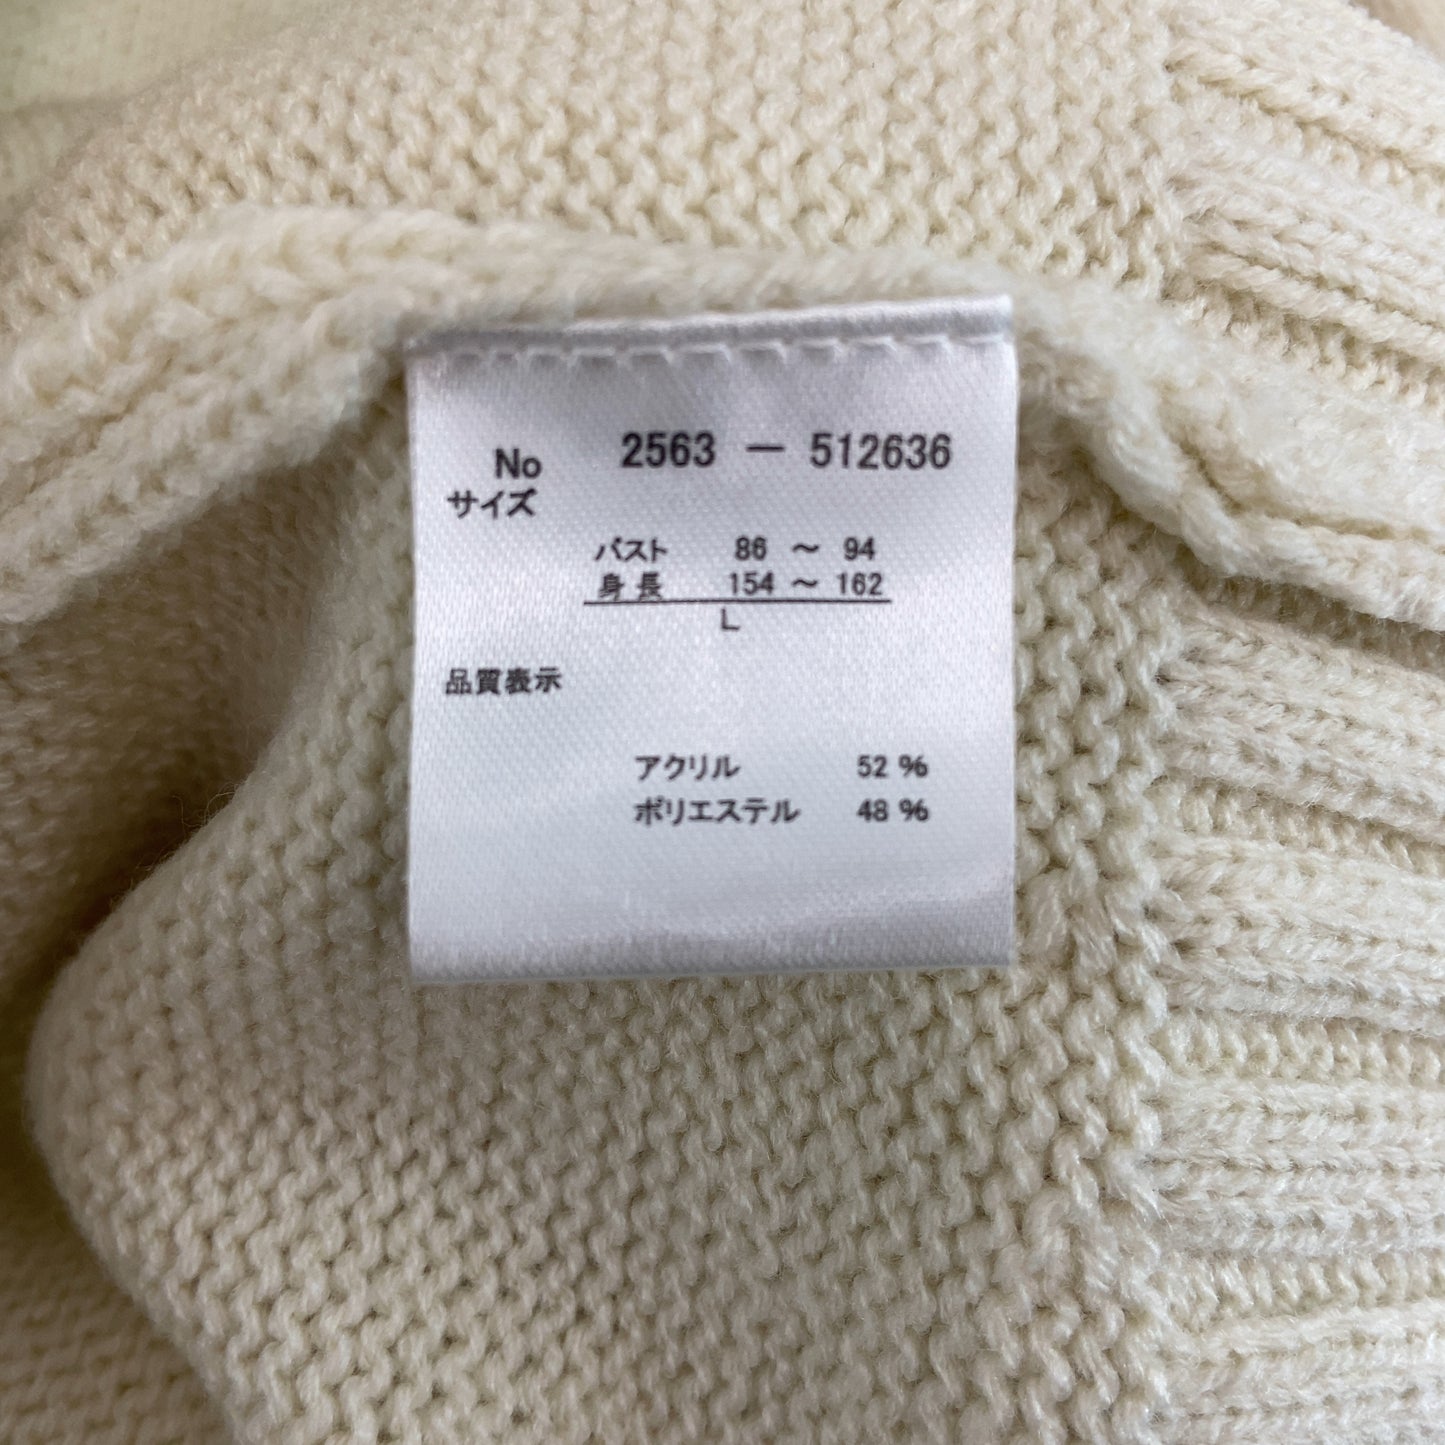 No 2563 － 512636
サイズ
バスト 86 ～ 94
身長 154 ～ 162
L
品質表示
アクリル 52 %
ポリエステル 48 %